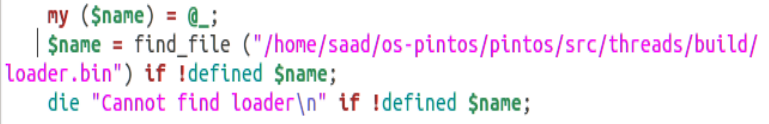 my ($name) = @_;
$name = find_file ("/home/saad/os-pintos/pintos/src/threads/build/
loader.bin") if !defined $name;
die "Cannot find loader\n" if !defined $name;